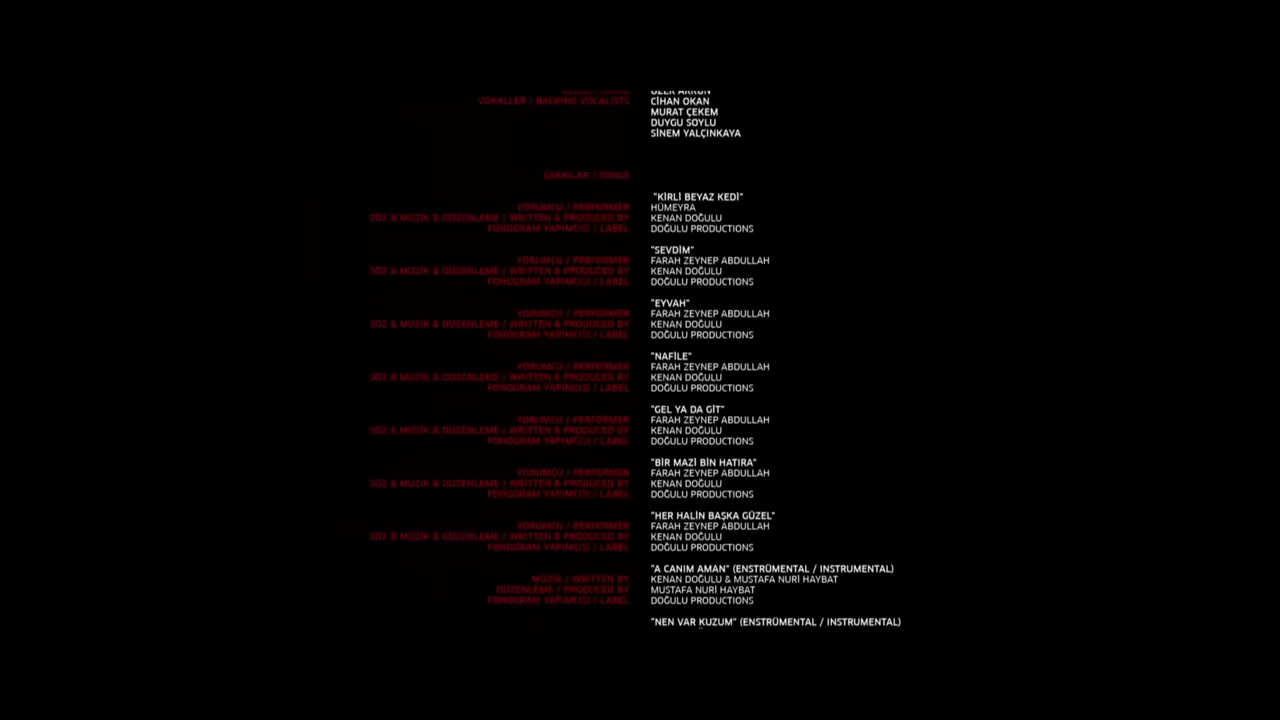 VOKALLER / BACKING VOCALISTS
CİHAN OKAN
MURAT ÇEKEM
DUYGU SOYLU
SİNEM YALÇINKAYA
ŞARKILAR / SONGS
"KİRLİ BEYAZ KEDİ"
YORUMCU / PERFORMER HÜMEYRA
SÖZ & MÜZİK & DÜZENLEME / WRITTEN & PRODUCED BY KENAN DOĞULU
FONOGRAM YAPIMCISI / LABEL DOĞULU PRODUCTIONS
"SEVDİM"
YORUMCU / PERFORMER FARAH ZEYNEP ABDULLAH
SÖZ & MÜZİK & DÜZENLEME / WRITTEN & PRODUCED BY KENAN DOĞULU
FONOGRAM YAPIMCISI / LABEL DOĞULU PRODUCTIONS
"EYVAH"
YORUMCU / PERFORMER FARAH ZEYNEP ABDULLAH
SÖZ & MÜZİK & DÜZENLEME / WRITTEN & PRODUCED BY KENAN DOĞULU
FONOGRAM YAPIMCISI / LABEL DOĞULU PRODUCTIONS
"NAFİLE"
YORUMCU / PERFORMER FARAH ZEYNEP ABDULLAH
SÖZ & MÜZİK & DÜZENLEME / WRITTEN & PRODUCED BY KENAN DOĞULU
FONOGRAM YAPIMCISI / LABEL DOĞULU PRODUCTIONS
"GEL YA DA GİT"
YORUMCU / PERFORMER FARAH ZEYNEP ABDULLAH
SÖZ & MÜZİK & DÜZENLEME / WRITTEN & PRODUCED BY KENAN DOĞULU
FONOGRAM YAPIMCISI / LABEL DOĞULU PRODUCTIONS
"BİR MAZİ BİN HATIRA"
YORUMCU / PERFORMER FARAH ZEYNEP ABDULLAH
SÖZ & MÜZİK & DÜZENLEME / WRITTEN & PRODUCED BY KENAN DOĞULU
FONOGRAM YAPIMCISI / LABEL DOĞULU PRODUCTIONS
"HER HALİN BAŞKA GÜZEL"
YORUMCU / PERFORMER FARAH ZEYNEP ABDULLAH
SÖZ & MÜZİK & DÜZENLEME / WRITTEN & PRODUCED BY KENAN DOĞULU
FONOGRAM YAPIMCISI / LABEL DOĞULU PRODUCTIONS
"A CANIM AMAN" (ENSTRÜMENTAL / INSTRUMENTAL)
MÜZİK / WRITTEN BY KENAN DOĞULU & MUSTAFA NURİ HAYBAT
DÜZENLEME / PRODUCED BY MUSTAFA NURİ HAYBAT
FONOGRAM YAPIMCISI / LABEL DOĞULU PRODUCTIONS
"NEN VAR KUZUM" (ENSTRÜMENTAL / INSTRUMENTAL)